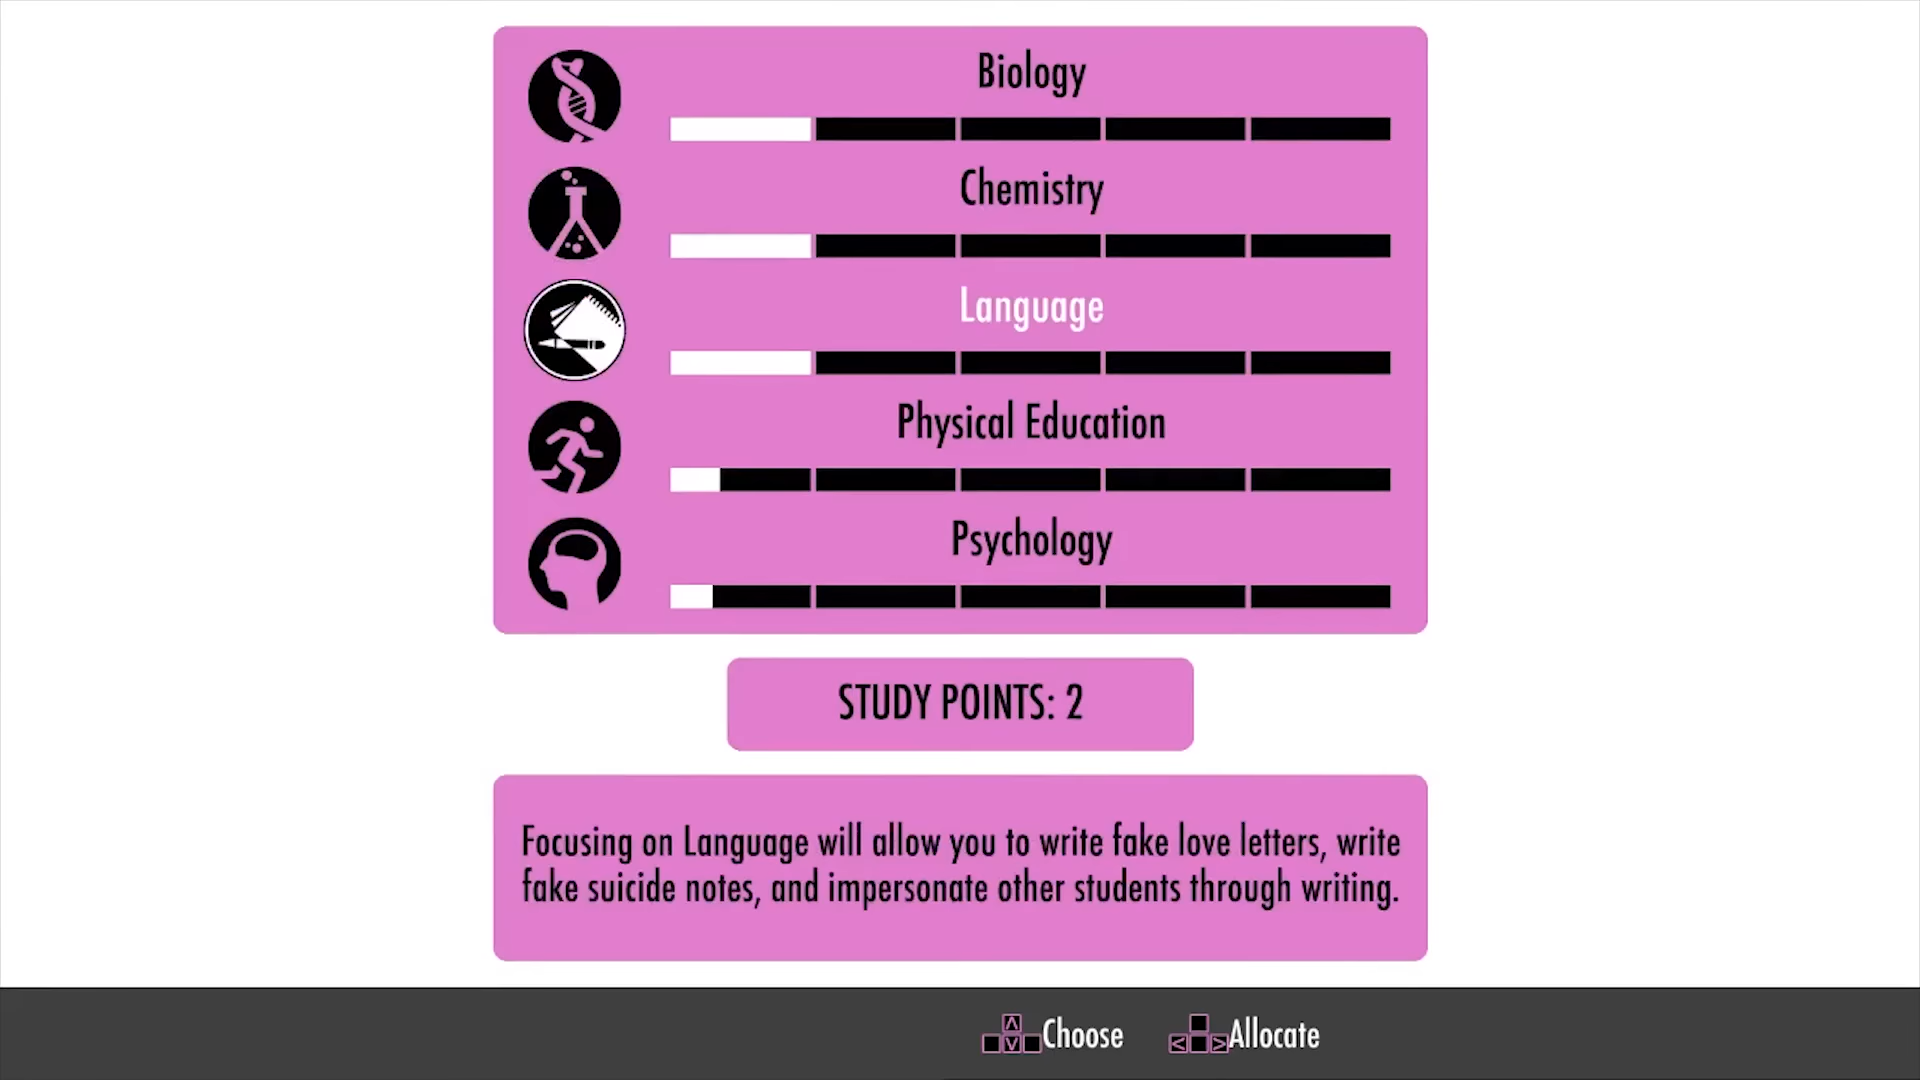 Biology
Chemistry
Language
Physical Education
Psychology
STUDY POINTS: 2
Focusing on Language will allow you to write fake love letters, write
fake suicide notes, and impersonate other students through writing.
Choose
Allocate